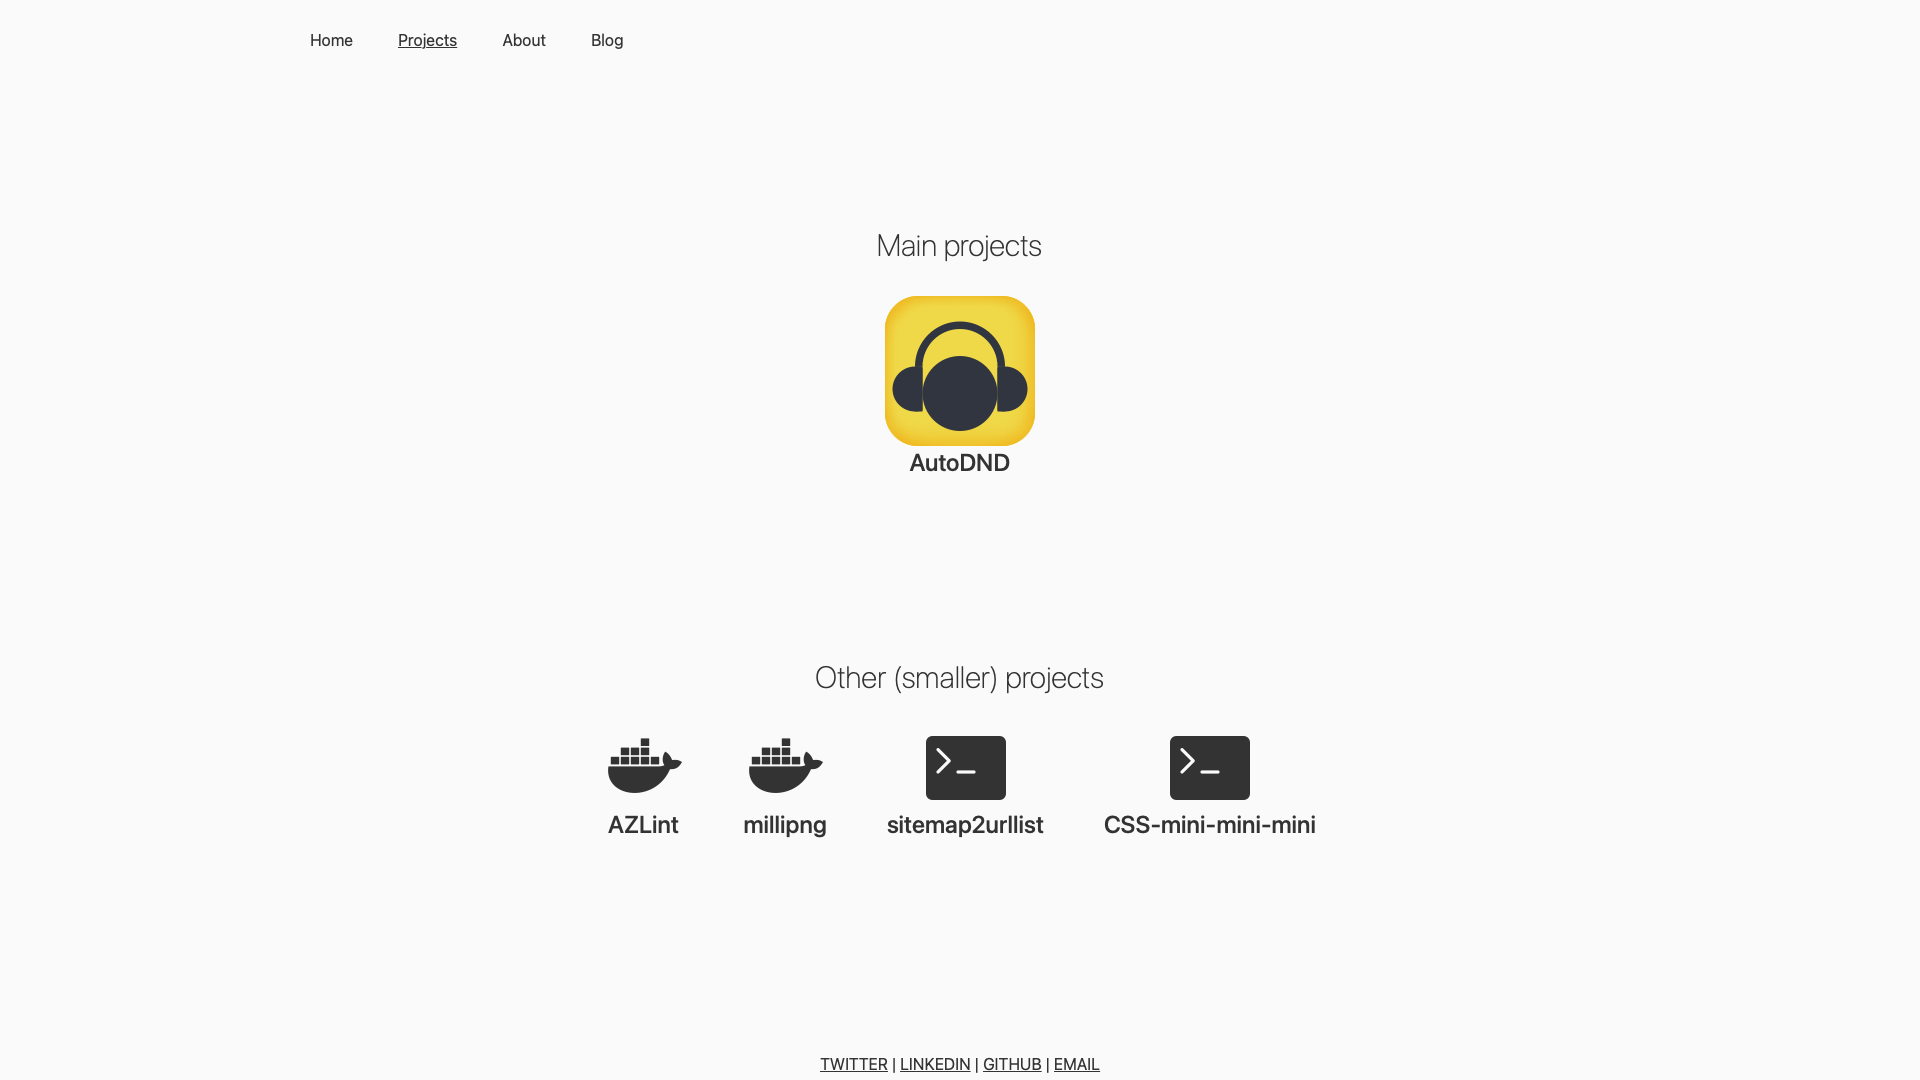 Home Projects About Blog
Main projects
AutoDND
Other (smaller) projects
AZLint millipng sitemap2urllist CSS-mini-mini-mini
TWITTER | LINKEDIN | GITHUB | EMAIL